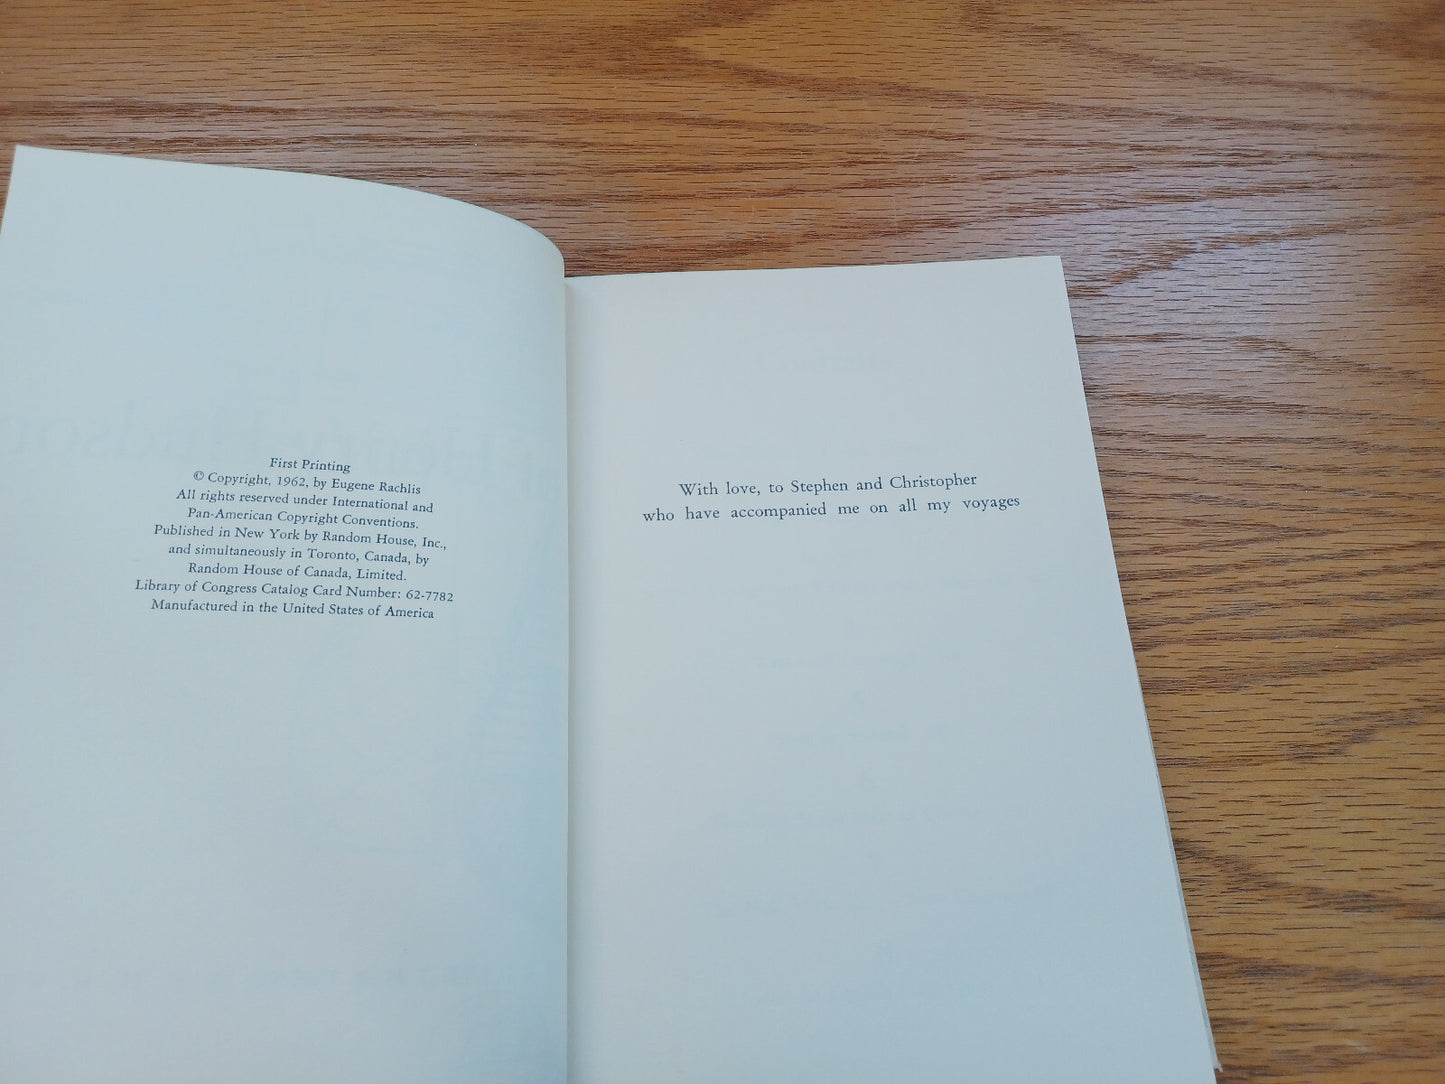 First Printing
© Copyright, 1962, by Eugene Rachlis
All rights reserved under International and
Pan-American Copyright Conventions.
Published in New York by Random House, Inc.,
and simultaneously in Toronto, Canada, by
Random House of Canada, Limited.
Library of Congress Catalog Card Number: 62-7782
Manufactured in the United States of America
With love, to Stephen and Christopher
who have accompanied me on all my voyages